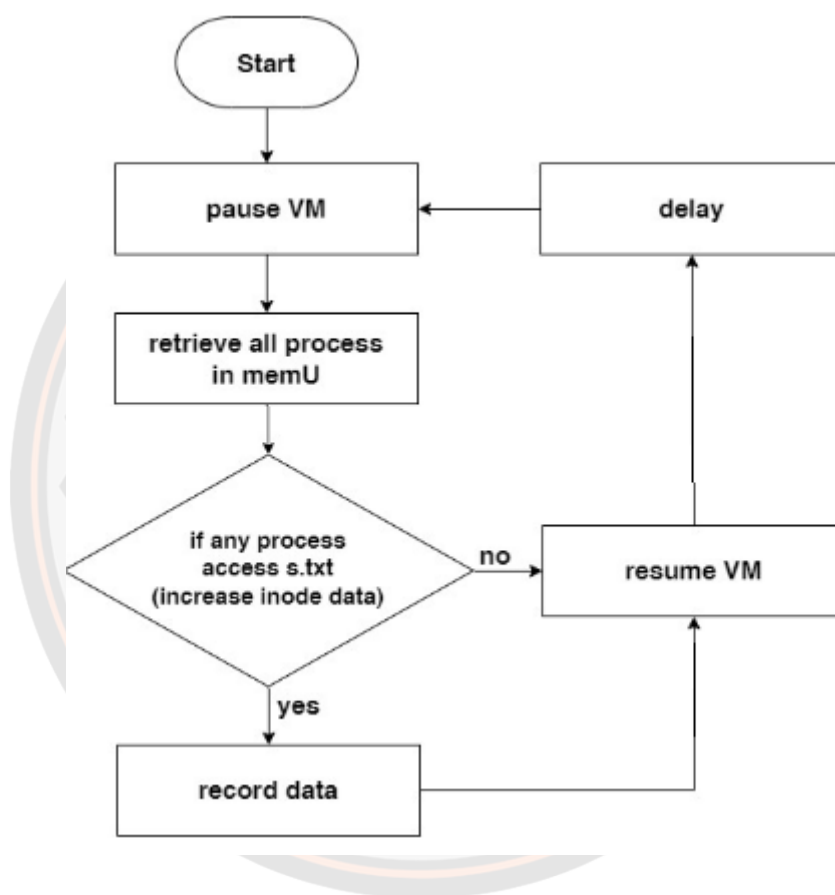 Start
pause VM
delay
retrieve all process
in memU
if any process
access s.txt
(increase inode data)
no
resume VM
yes
record data